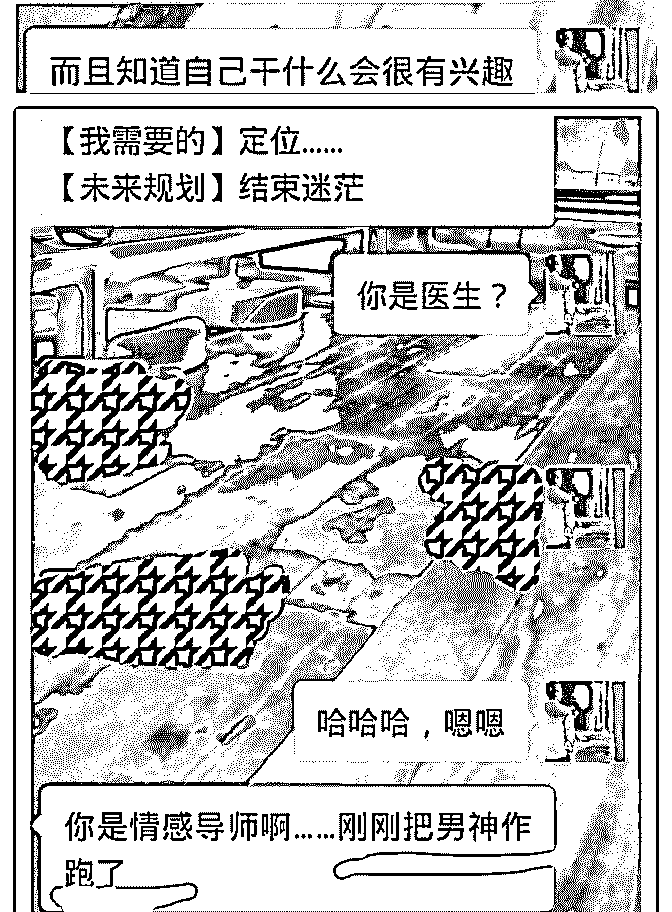 而且知道自己干什么会很有兴趣
【我需要的】定位……
【未来规划】结束迷茫
你是医生？
哈哈哈，嗯嗯
你是情感导师啊……刚刚把男神作
跑了